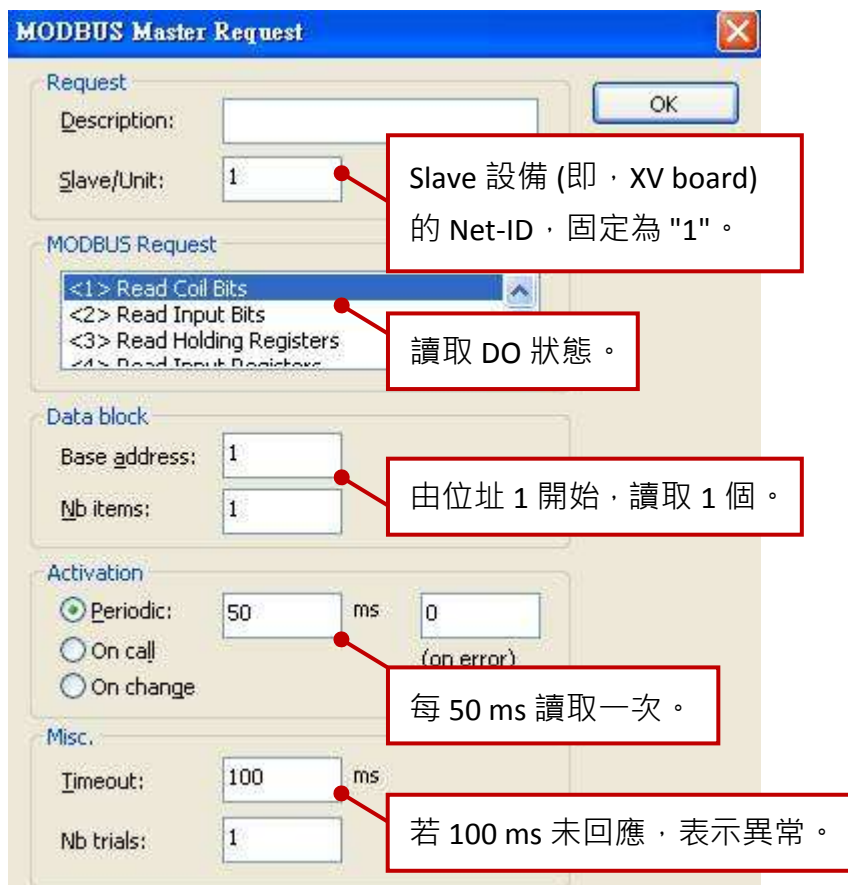 MODBUS Master Request
Request
OK
Description:
Slave/Unit:
1
Slave 設備 (即，XV board)
的 Net-ID，固定為 "1"。
MODBUS Request
<1> Read Coil Bits
<2> Read Input Bits
<3> Read Holding Registers
<4> Read Input Registers
讀取 DO 狀態。
Data block
Base address:
1
Nb items:
1
由位址 1 開始，讀取 1 個。
Activation
Periodic:
50
ms
0
On call
(on error)
On change
每 50 ms 讀取一次。
Misc.
Timeout:
100
ms
Nb trials:
1
若 100 ms 未回應，表示異常。